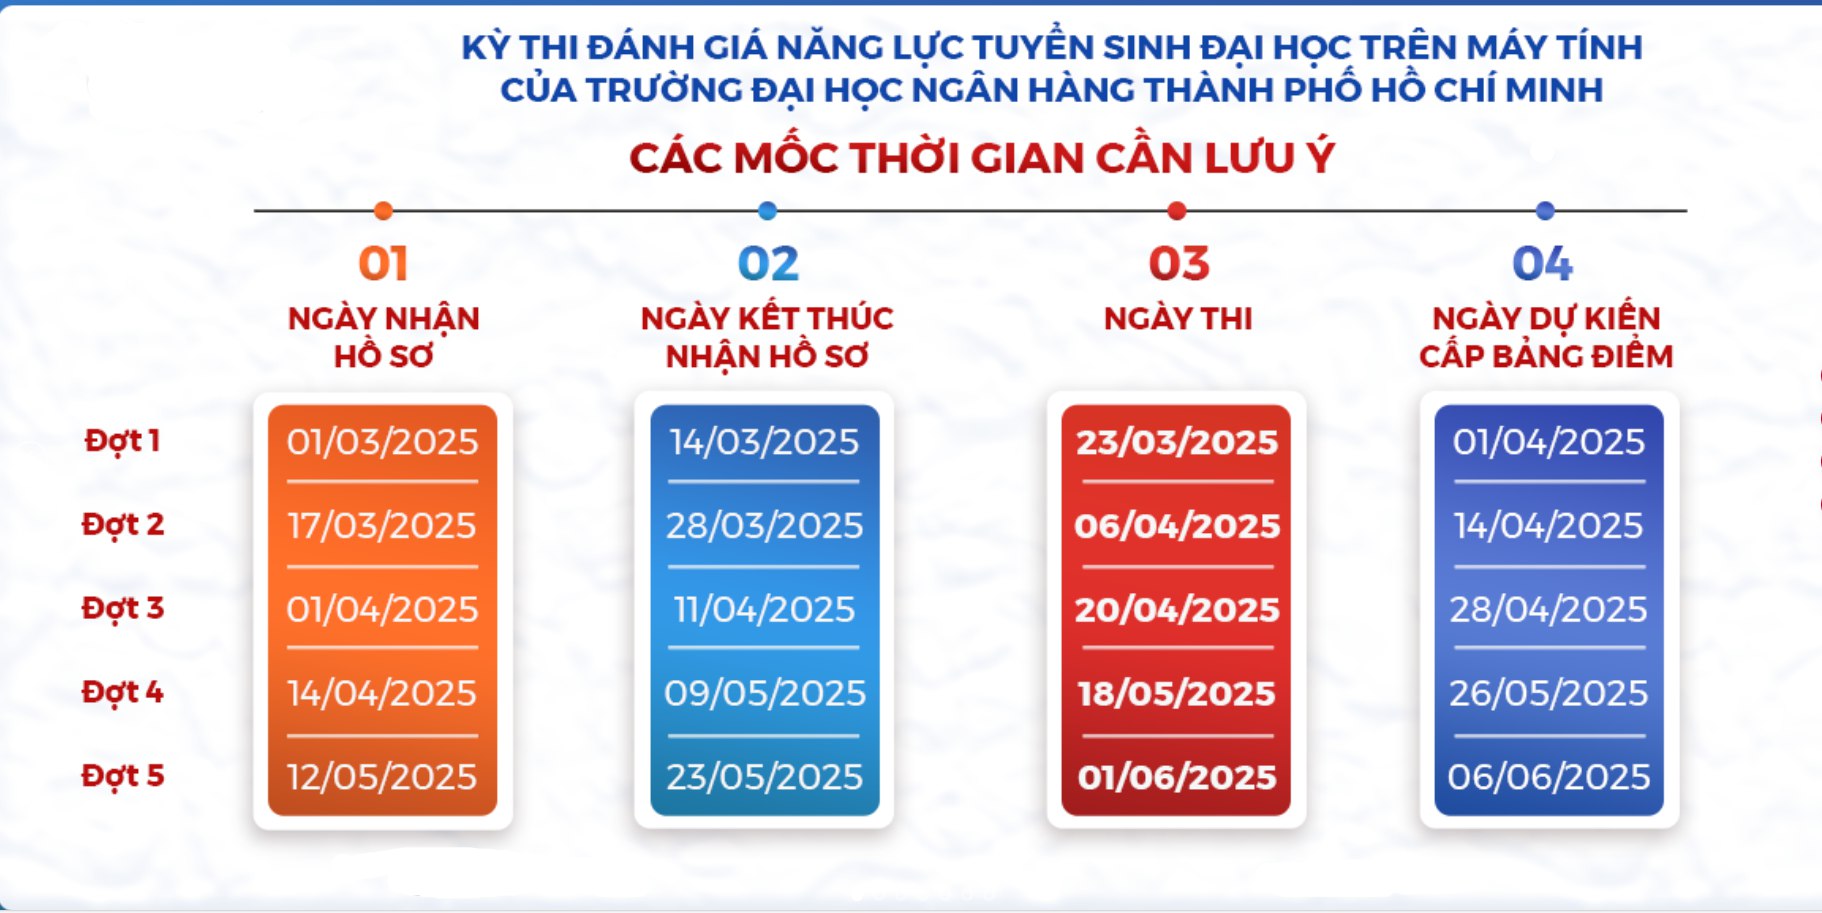 KỲ THI ĐÁNH GIÁ NĂNG LỰC TUYỂN SINH ĐẠI HỌC TRÊN MÁY TÍNH
CỦA TRƯỜNG ĐẠI HỌC NGÂN HÀNG THÀNH PHỐ HỒ CHÍ MINH
CÁC MỐC THỜI GIAN CẦN LƯU Ý
01 02 03 04
NGÀY NHẬN
HỒ SƠ
NGÀY KẾT THÚC
NHẬN HỒ SƠ
NGÀY THI
NGÀY DỰ KIẾN
CẤP BẢNG ĐIỂM
Đợt 1 01/03/2025 14/03/2025 23/03/2025 01/04/2025
Đợt 2 17/03/2025 28/03/2025 06/04/2025 14/04/2025
Đợt 3 01/04/2025 11/04/2025 20/04/2025 28/04/2025
Đợt 4 14/04/2025 09/05/2025 18/05/2025 26/05/2025
Đợt 5 12/05/2025 23/05/2025 01/06/2025 06/06/2025